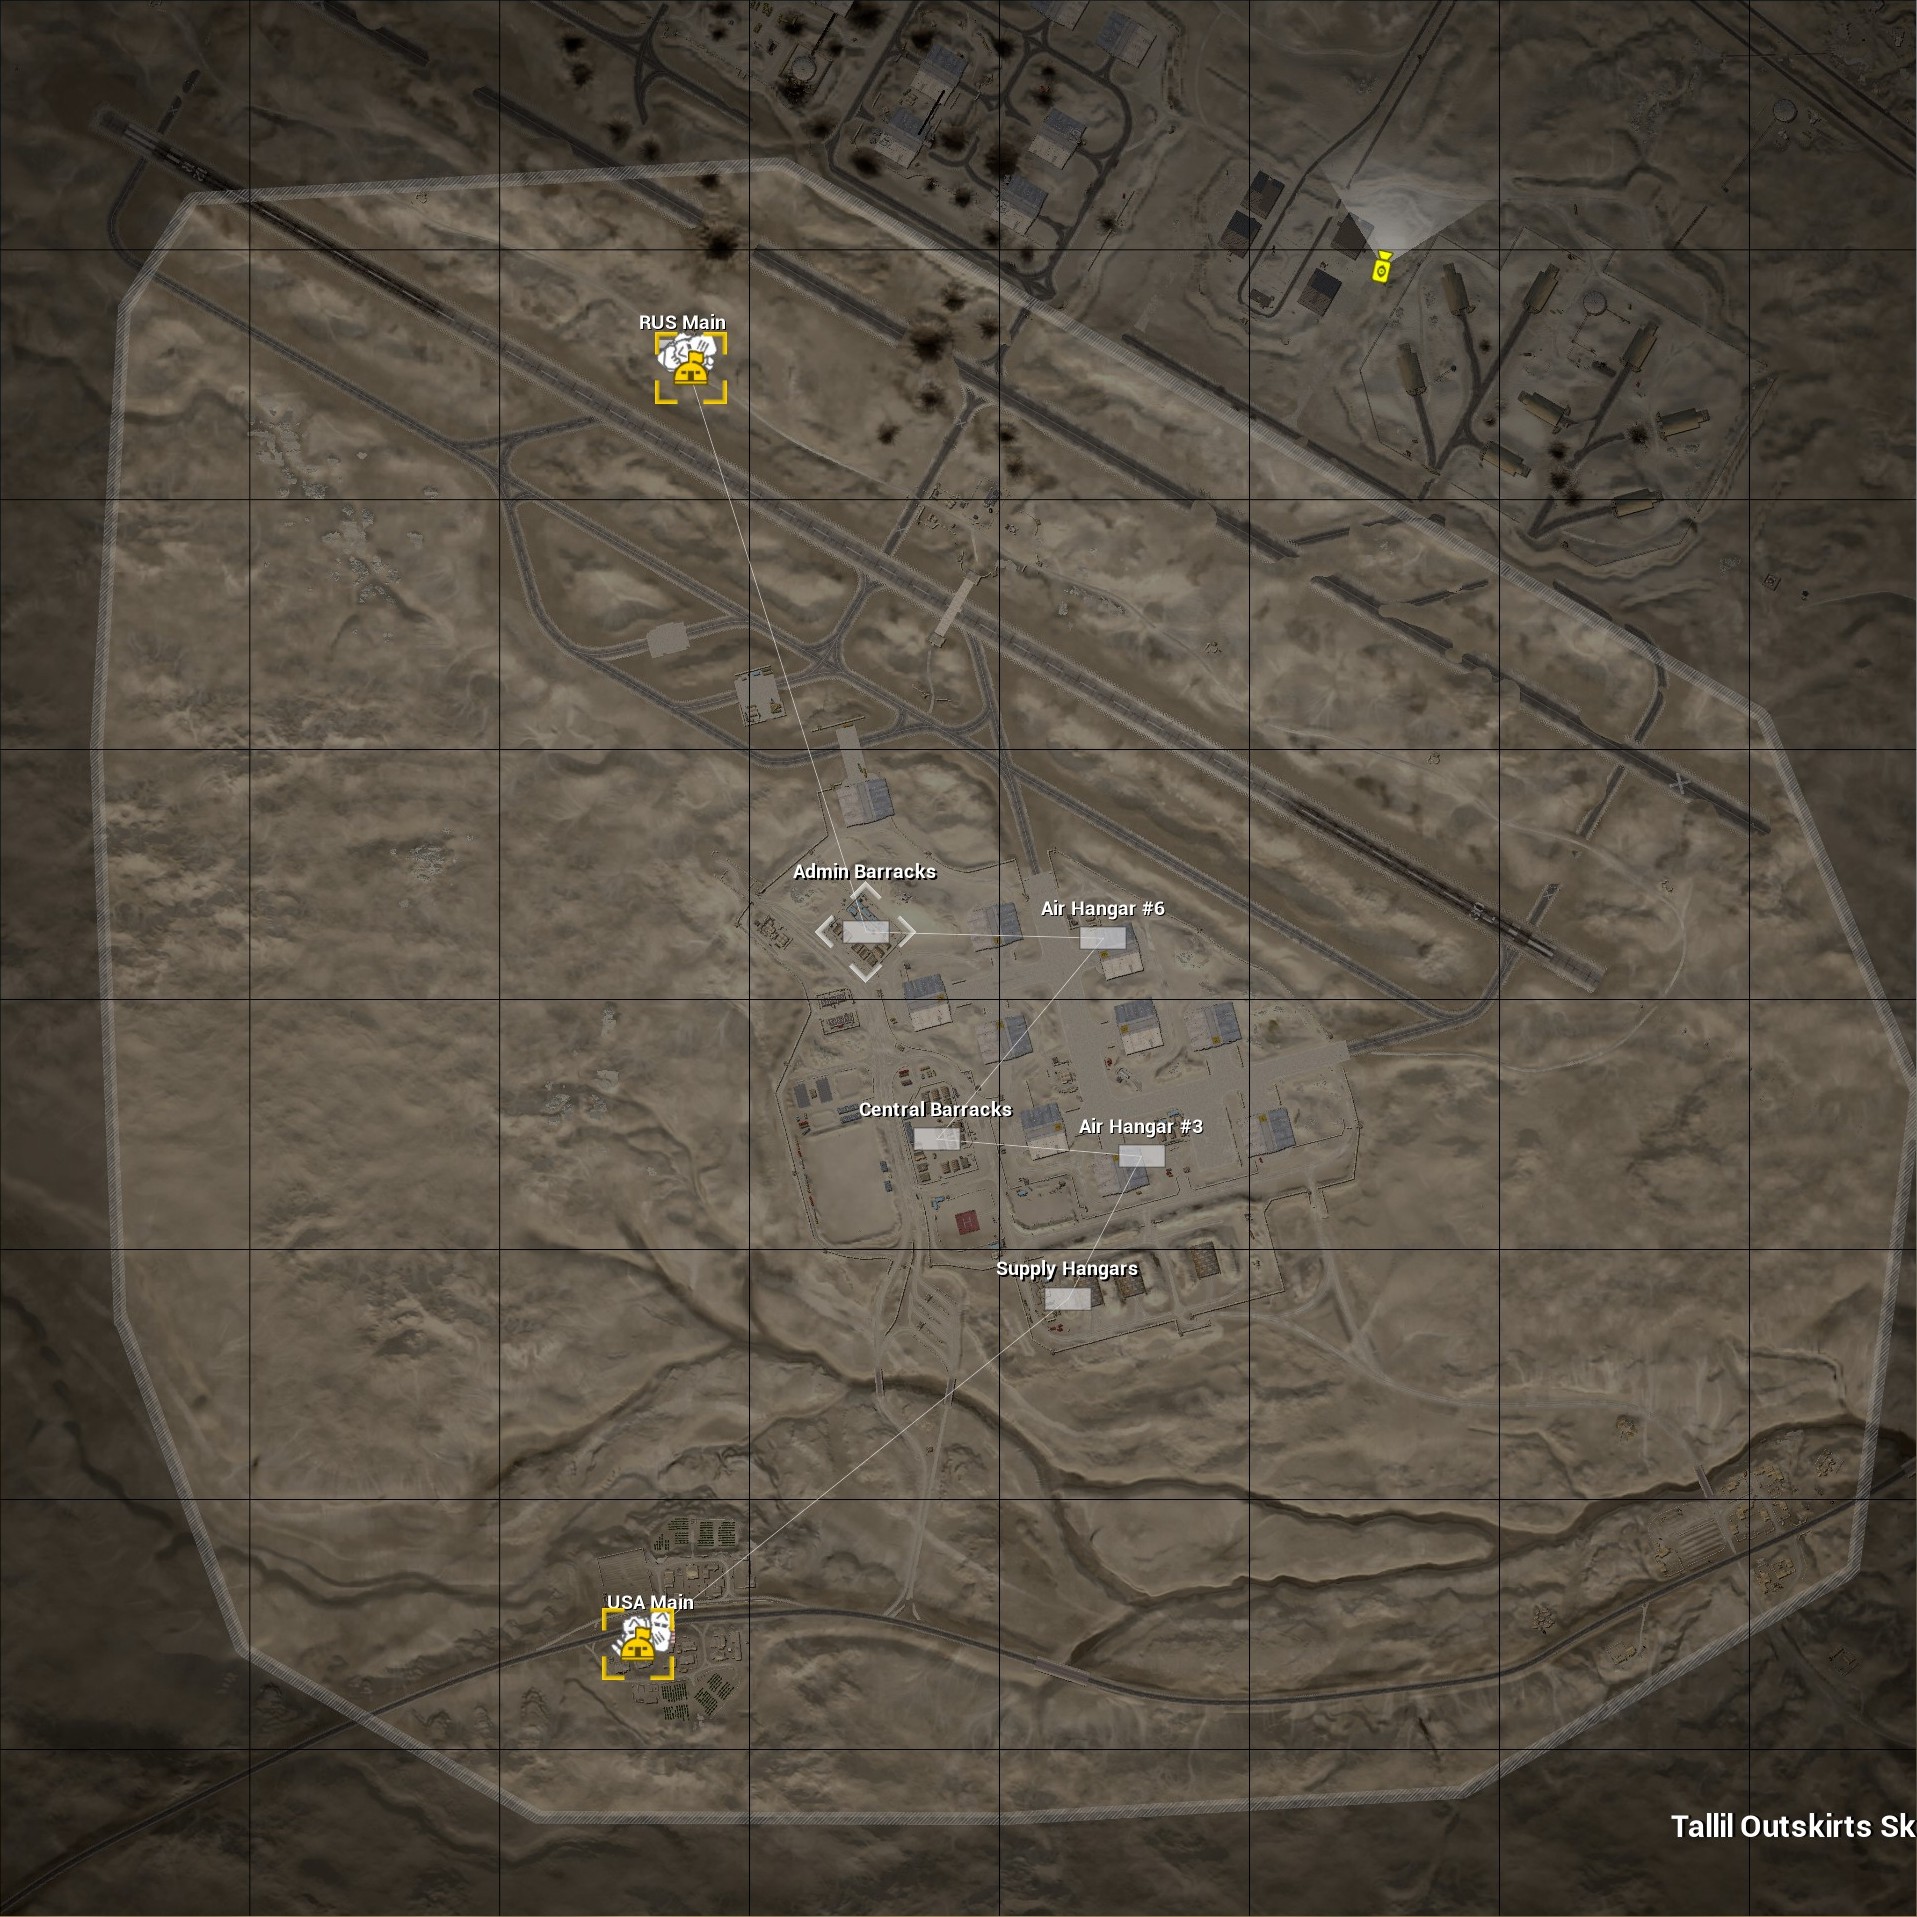 RUS Main
Admin Barracks
Air Hangar #6
Central Barracks
Air Hangar #3
Supply Hangars
USA Main
Tallil Outskirts Sk